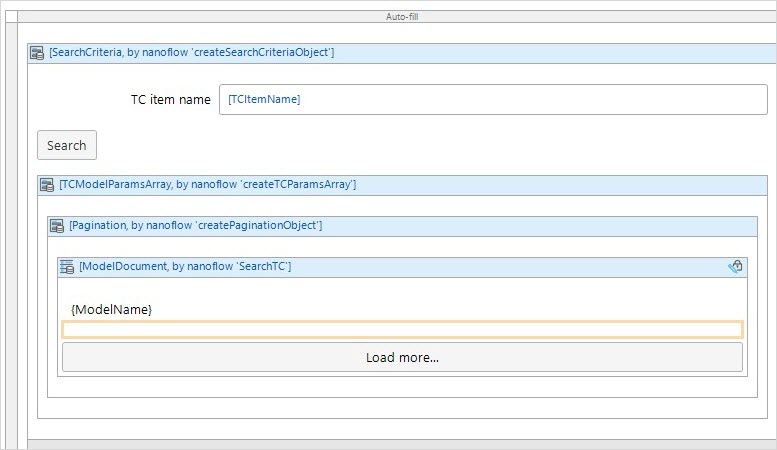 Auto-fill
[SearchCriteria, by nanoflow 'createSearchCriteriaObject']
TC item name
[TCItemName]
Search
[TCModelParamsArray, by nanoflow 'createTCParamsArray']
[Pagination, by nanoflow 'createPaginationObject']
[ModelDocument, by nanoflow 'SearchTC']
{ModelName}
Load more...